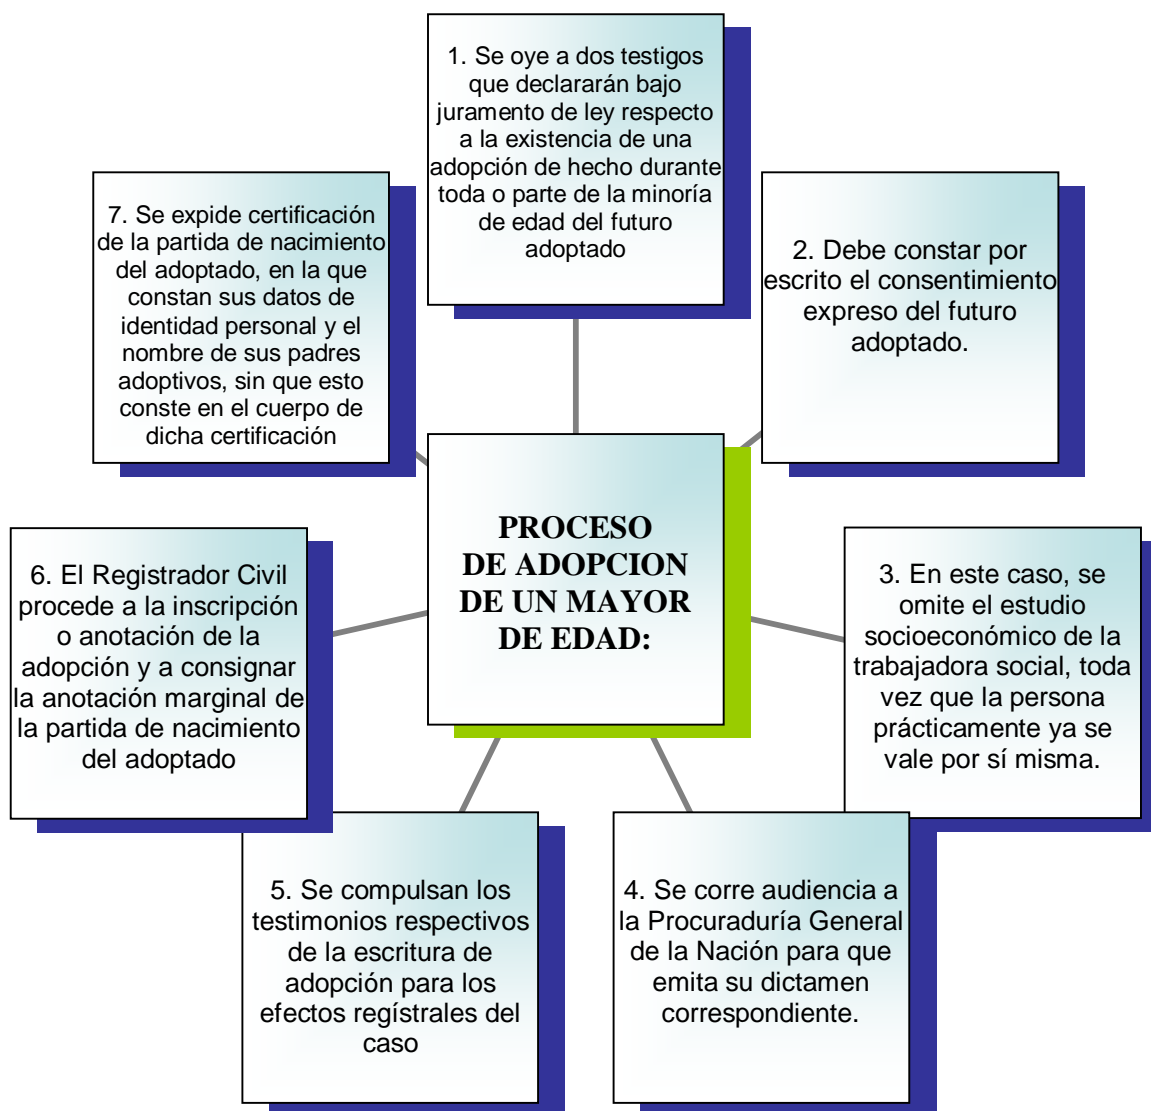 1. Se oye a dos testigos
que declararán bajo
juramento de ley respecto
a la existencia de una
adopción de hecho durante
toda o parte de la minoría
de edad del futuro
adoptado
2. Debe constar por
escrito el consentimiento
expreso del futuro
adoptado.
3. En este caso, se
omite el estudio
socioeconómico de la
trabajadora social, toda
vez que la persona
prácticamente ya se
vale por sí misma.
4. Se corre audiencia a
la Procuraduría General
de la Nación para que
emita su dictamen
correspondiente.
5. Se compulsan los
testimonios respectivos
de la escritura de
adopción para los
efectos regístrales del
caso
6. El Registrador Civil
procede a la inscripción
o anotación de la
adopción y a consignar
la anotación marginal de
la partida de nacimiento
del adoptado
7. Se expide certificación
de la partida de nacimiento
del adoptado, en la que
constan sus datos de
identidad personal y el
nombre de sus padres
adoptivos, sin que esto
conste en el cuerpo de
dicha certificación
PROCESO
DE ADOPCION
DE UN MAYOR
DE EDAD: